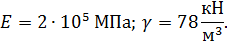 E = 2 · 10⁵ МПа; γ = 78 кН/м³.